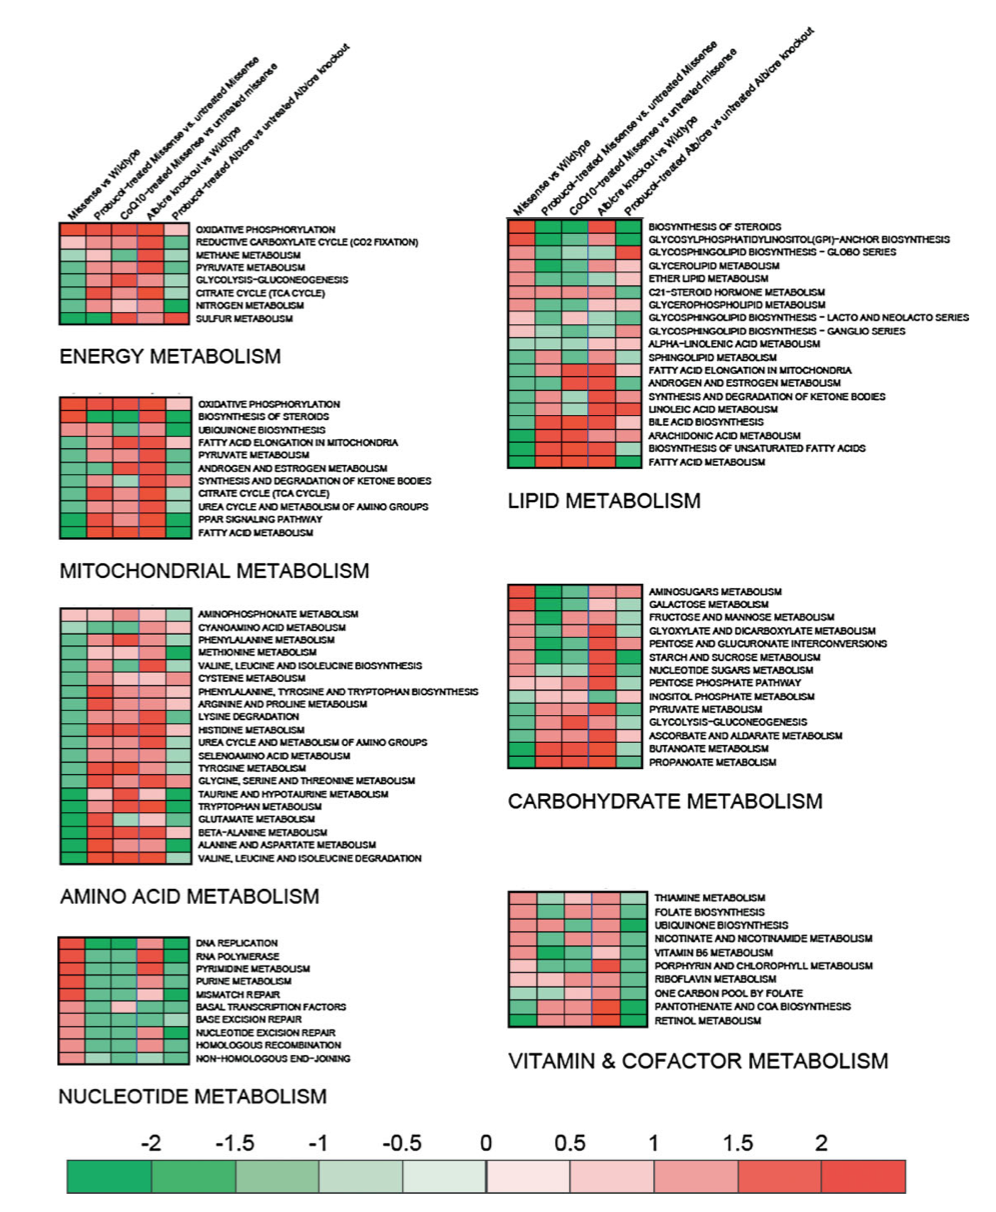 Missense vs Wildtype
Probucol-treated Missense vs. untreated Missense
CoQ10-treated Missense vs untreated missense
Alb/cre knockout vs Wildtype
Probucol-treated Alb/cre vs untreated Alb/cre knockout
OXIDATIVE PHOSPHORYLATION
REDUCTIVE CARBOXYLATE CYCLE (CO2 FIXATION)
METHANE METABOLISM
PYRUVATE METABOLISM
GLYCOLYSIS-GLUCONEOGENESIS
CITRATE CYCLE (TCA CYCLE)
NITROGEN METABOLISM
SULFUR METABOLISM
ENERGY METABOLISM
OXIDATIVE PHOSPHORYLATION
BIOSYNTHESIS OF STEROIDS
UBIQUINONE BIOSYNTHESIS
FATTY ACID ELONGATION IN MITOCHONDRIA
PYRUVATE METABOLISM
ANDROGEN AND ESTROGEN METABOLISM
SYNTHESIS AND DEGRADATION OF KETONE BODIES
CITRATE CYCLE (TCA CYCLE)
UREA CYCLE AND METABOLISM OF AMINO GROUPS
PPAR SIGNALING PATHWAY
FATTY ACID METABOLISM
MITOCHONDRIAL METABOLISM
AMINOPHOSPHONATE METABOLISM
CYANOAMINO ACID METABOLISM
PHENYLALANINE METABOLISM
METHIONINE METABOLISM
VALINE, LEUCINE AND ISOLEUCINE BIOSYNTHESIS
CYSTEINE METABOLISM
PHENYLALANINE, TYROSINE AND TRYPTOPHAN BIOSYNTHESIS
ARGININE AND PROLINE METABOLISM
LYSINE DEGRADATION
HISTIDINE METABOLISM
UREA CYCLE AND METABOLISM OF AMINO GROUPS
SELENOAMINO ACID METABOLISM
TYROSINE METABOLISM
GLYCINE, SERINE AND THREONINE METABOLISM
TAURINE AND HYPOTAURINE METABOLISM
TRYPTOPHAN METABOLISM
GLUTAMATE METABOLISM
BETA-ALANINE METABOLISM
ALANINE AND ASPARTATE METABOLISM
VALINE, LEUCINE AND ISOLEUCINE DEGRADATION
AMINO ACID METABOLISM
DNA REPLICATION
RNA POLYMERASE
PYRIMIDINE METABOLISM
PURINE METABOLISM
MISMATCH REPAIR
BASAL TRANSCRIPTION FACTORS
BASE EXCISION REPAIR
NUCLEOTIDE EXCISION REPAIR
HOMOLOGOUS RECOMBINATION
NON-HOMOLOGOUS END-JOINING
NUCLEOTIDE METABOLISM
Missense vs Wildtype
Probucol-treated Missense vs. untreated Missense
CoQ10-treated Missense vs untreated missense
Alb/cre knockout vs Wildtype
Probucol-treated Alb/cre vs untreated Alb/cre knockout
BIOSYNTHESIS OF STEROIDS
GLYCOSYLPHOSPHATIDYLINOSITOL(GPI)-ANCHOR BIOSYNTHESIS
GLYCOSPHINGOLIPID BIOSYNTHESIS - GLOBO SERIES
GLYCEROLIPID METABOLISM
ETHER LIPID METABOLISM
C21-STEROID HORMONE METABOLISM
GLYCEROPHOSPHOLIPID METABOLISM
GLYCOSPHINGOLIPID BIOSYNTHESIS - LACTO AND NEOLACTO SERIES
GLYCOSPHINGOLIPID BIOSYNTHESIS - GANGLIO SERIES
ALPHA-LINOLENIC ACID METABOLISM
SPHINGOLIPID METABOLISM
FATTY ACID ELONGATION IN MITOCHONDRIA
ANDROGEN AND ESTROGEN METABOLISM
SYNTHESIS AND DEGRADATION OF KETONE BODIES
LINOLEIC ACID METABOLISM
BILE ACID BIOSYNTHESIS
ARACHIDONIC ACID METABOLISM
BIOSYNTHESIS OF UNSATURATED FATTY ACIDS
FATTY ACID METABOLISM
LIPID METABOLISM
AMINOSUGARS METABOLISM
GALACTOSE METABOLISM
FRUCTOSE AND MANNOSE METABOLISM
GLYOXYLATE AND DICARBOXYLATE METABOLISM
PENTOSE AND GLUCURONATE INTERCONVERSIONS
STARCH AND SUCROSE METABOLISM
NUCLEOTIDE SUGARS METABOLISM
PENTOSE PHOSPHATE PATHWAY
INOSITOL PHOSPHATE METABOLISM
PYRUVATE METABOLISM
GLYCOLYSIS-GLUCONEOGENESIS
ASCORBATE AND ALDARATE METABOLISM
BUTANOATE METABOLISM
PROPANOATE METABOLISM
CARBOHYDRATE METABOLISM
THIAMINE METABOLISM
FOLATE BIOSYNTHESIS
UBIQUINONE BIOSYNTHESIS
NICOTINATE AND NICOTINAMIDE METABOLISM
VITAMIN B6 METABOLISM
PORPHYRIN AND CHLOROPHYLL METABOLISM
RIBOFLAVIN METABOLISM
ONE CARBON POOL BY FOLATE
PANTOTHENATE AND COA BIOSYNTHESIS
RETINOL METABOLISM
VITAMIN & COFACTOR METABOLISM
-2 -1.5 -1 -0.5 0 0.5 1 1.5 2